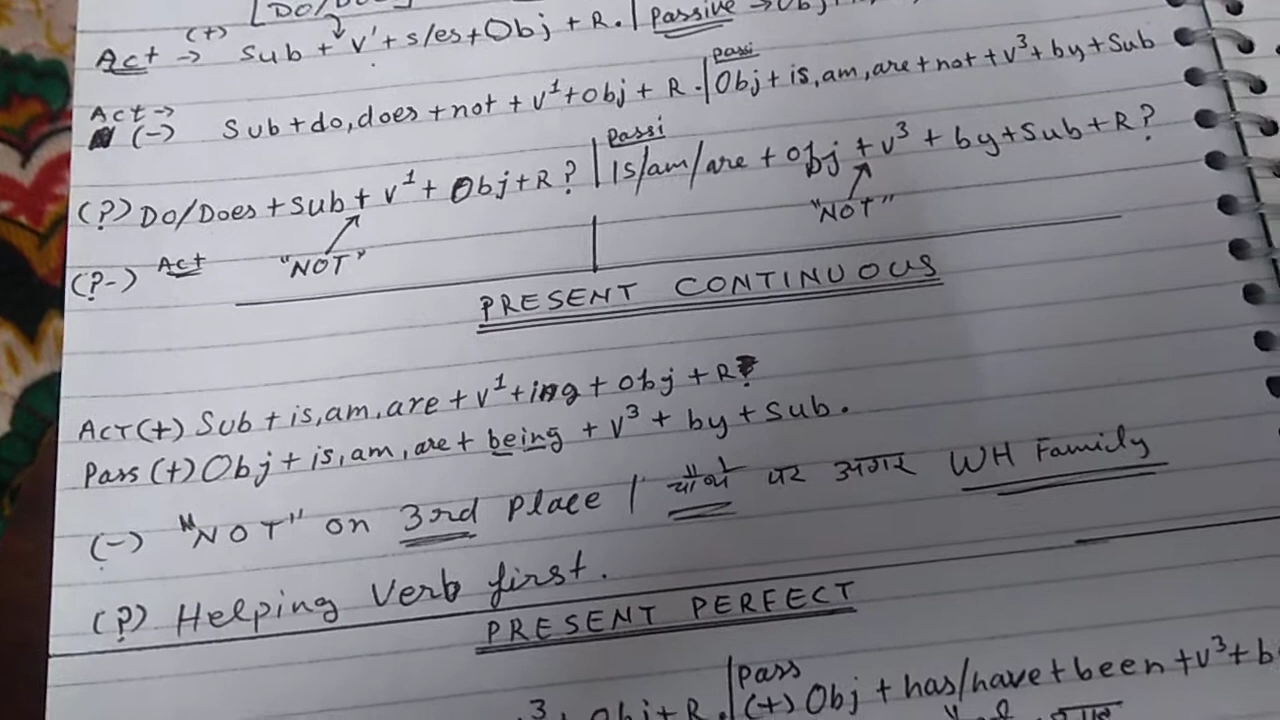 [DO/
Act → (+) Sub + V¹ + s/es + Obj + R. | Passive →
Act → (-) Sub + do, does + not + V¹ + Obj + R. | Passi Obj + is, am, are + not + V³ + by + Sub
(?) Do/Does + Sub + V¹ + Obj + R? | Passi Is/am/are + Obj + V³ + by + Sub + R?
(?-) Act "NOT" "NOT"
PRESENT CONTINUOUS
ACT (+) Sub + is, am, are + V¹ + ing + Obj + R
Pass (+) Obj + is, am, are + being + V³ + by + Sub.
(-) "NOT" on 3rd Place | पर अगर WH Family
(?) Helping Verb first.
PRESENT PERFECT
Obj + R. | Pass (+) Obj + has/have + been + V³ + b